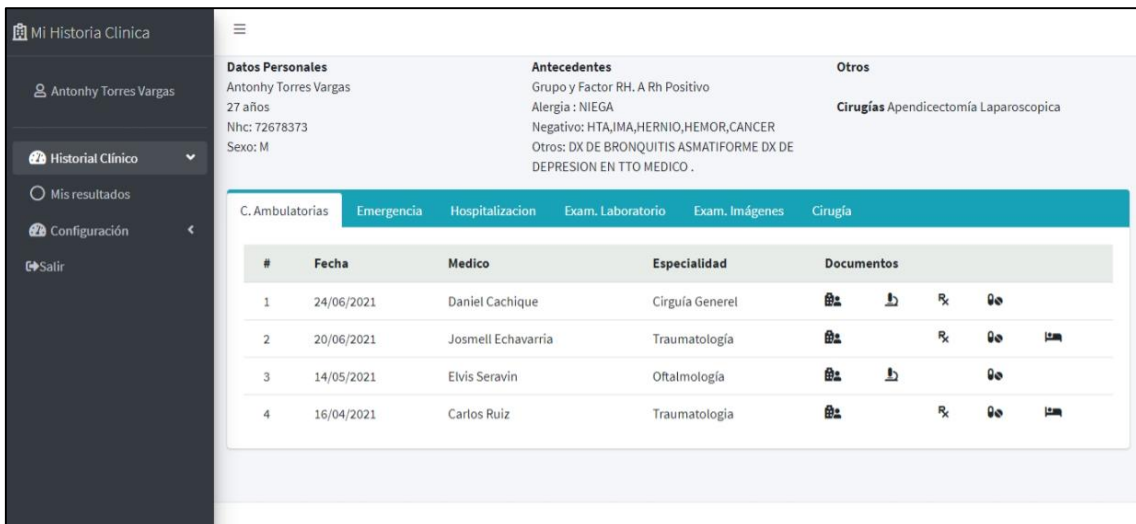 Mi Historia Clinica
Antonhy Torres Vargas
Historial Clínico
Mis resultados
Configuración
Salir
Datos Personales
Antonhy Torres Vargas
27 años
Nhc: 72678373
Sexo: M
Antecedentes
Grupo y Factor RH. A Rh Positivo
Alergia : NIEGA
Negativo: HTA,IMA,HERNIO,HEMOR,CANCER
Otros: DX DE BRONQUITIS ASMATIFORME DX DE
DEPRESION EN TTO MEDICO .
Otros
Cirugías Apendicectomía Laparoscopica
C. Ambulatorias Emergencia Hospitalizacion Exam. Laboratorio Exam. Imágenes Cirugía
# Fecha Medico Especialidad Documentos
1 24/06/2021 Daniel Cachique Cirguía Generel
2 20/06/2021 Josmell Echavarria Traumatología
3 14/05/2021 Elvis Seravin Oftalmología
4 16/04/2021 Carlos Ruiz Traumatologia